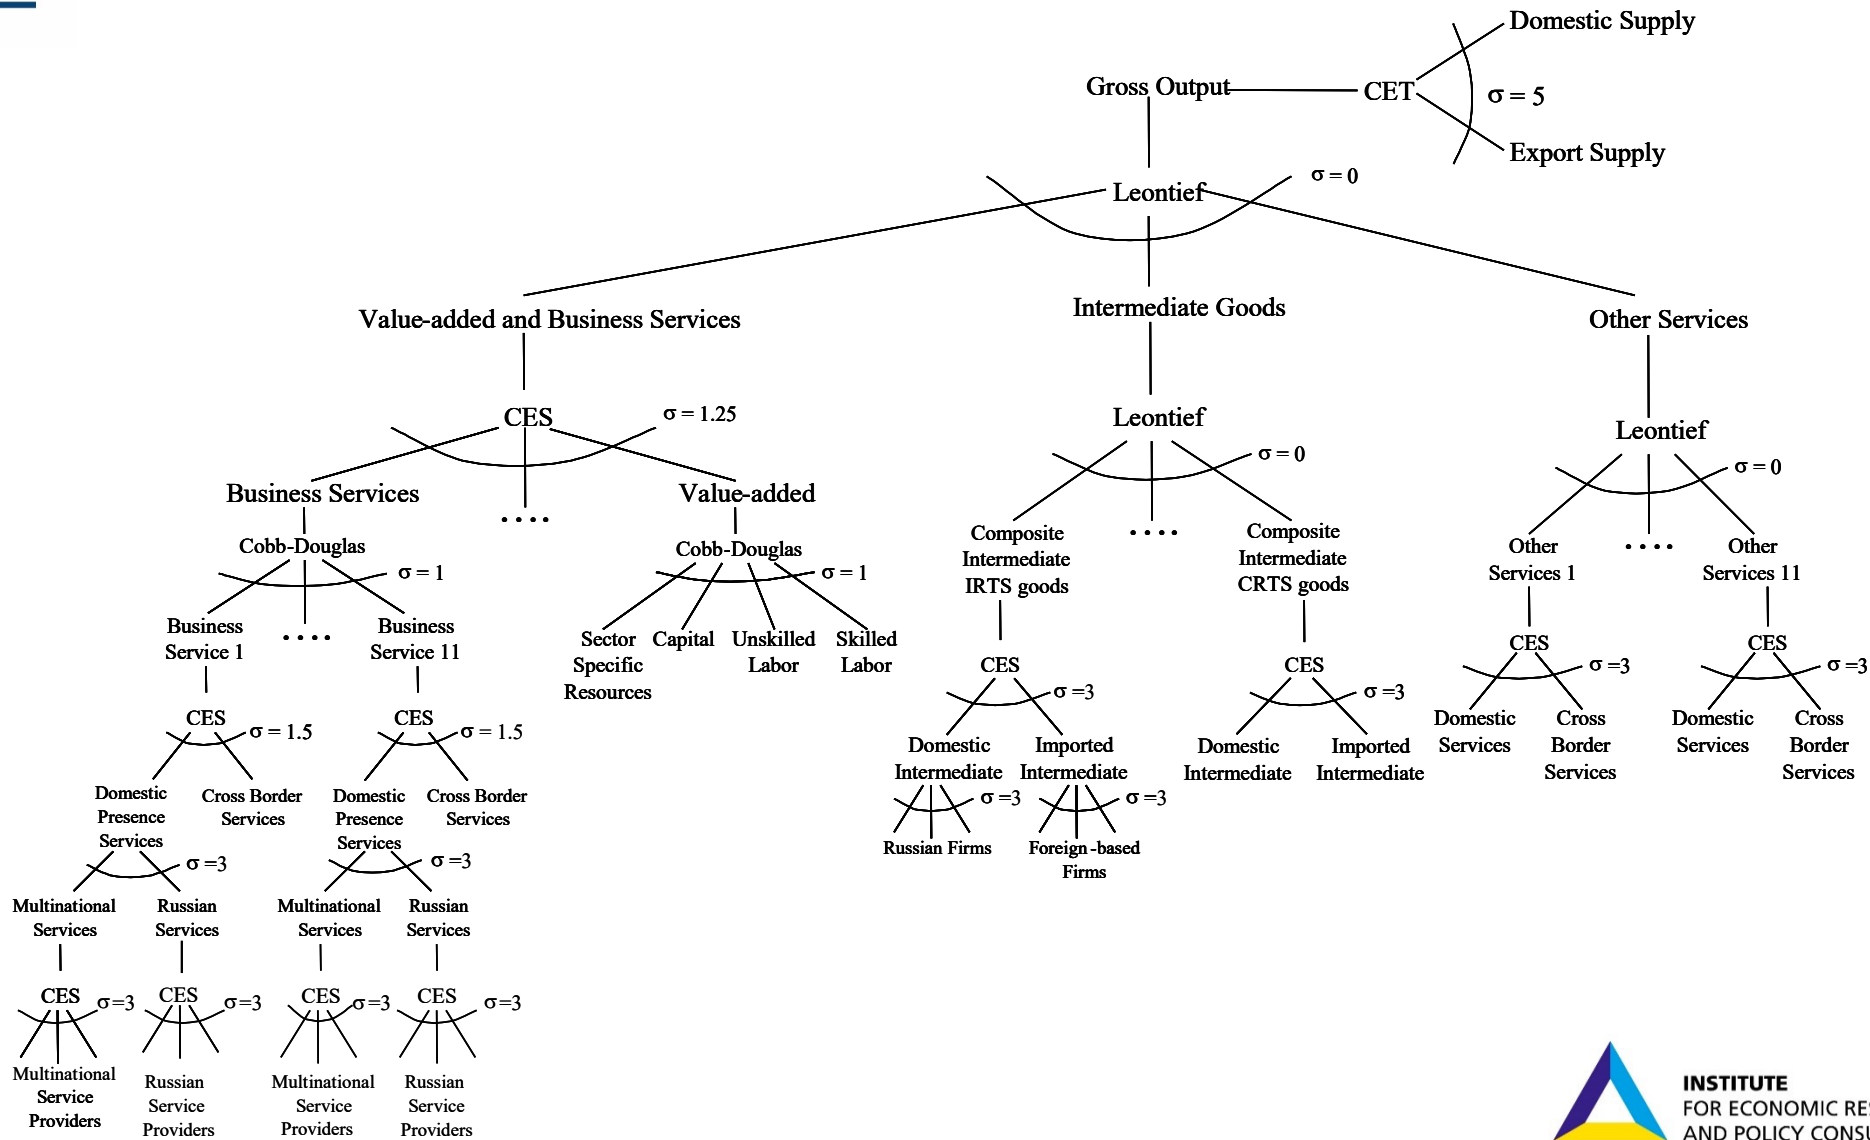 Domestic Supply
Gross Output
CET
σ = 5
Export Supply
Leontief
σ = 0
Value-added and Business Services
Intermediate Goods
Other Services
CES
σ = 1.25
Leontief
σ = 0
Leontief
σ = 0
Business Services
. . . .
Value-added
Cobb-Douglas
σ = 1
Cobb-Douglas
σ = 1
Business
Service 1
. . . .
Business
Service 11
Sector
Specific
Resources
Capital
Unskilled
Labor
Skilled
Labor
Composite
Intermediate
IRTS goods
. . . .
Composite
Intermediate
CRTS goods
Other
Services 1
. . . .
Other
Services 11
CES
σ = 1.5
CES
σ = 1.5
CES
σ =3
CES
σ =3
CES
σ =3
CES
σ =3
Domestic
Presence
Services
Cross Border
Services
Domestic
Presence
Services
Cross Border
Services
Domestic
Intermediate
Imported
Intermediate
Domestic
Intermediate
Imported
Intermediate
Domestic
Services
Cross
Border
Services
Domestic
Services
Cross
Border
Services
σ =3
σ =3
σ =3
σ =3
Russian Firms
Foreign -based
Firms
Multinational
Services
Russian
Services
Multinational
Services
Russian
Services
CES
σ=3
CES
σ=3
CES
σ=3
CES
σ=3
Multinational
Service
Providers
Russian
Service
Providers
Multinational
Service
Providers
Russian
Service
Providers
INSTITUTE
FOR ECONOMIC
AND POLICY